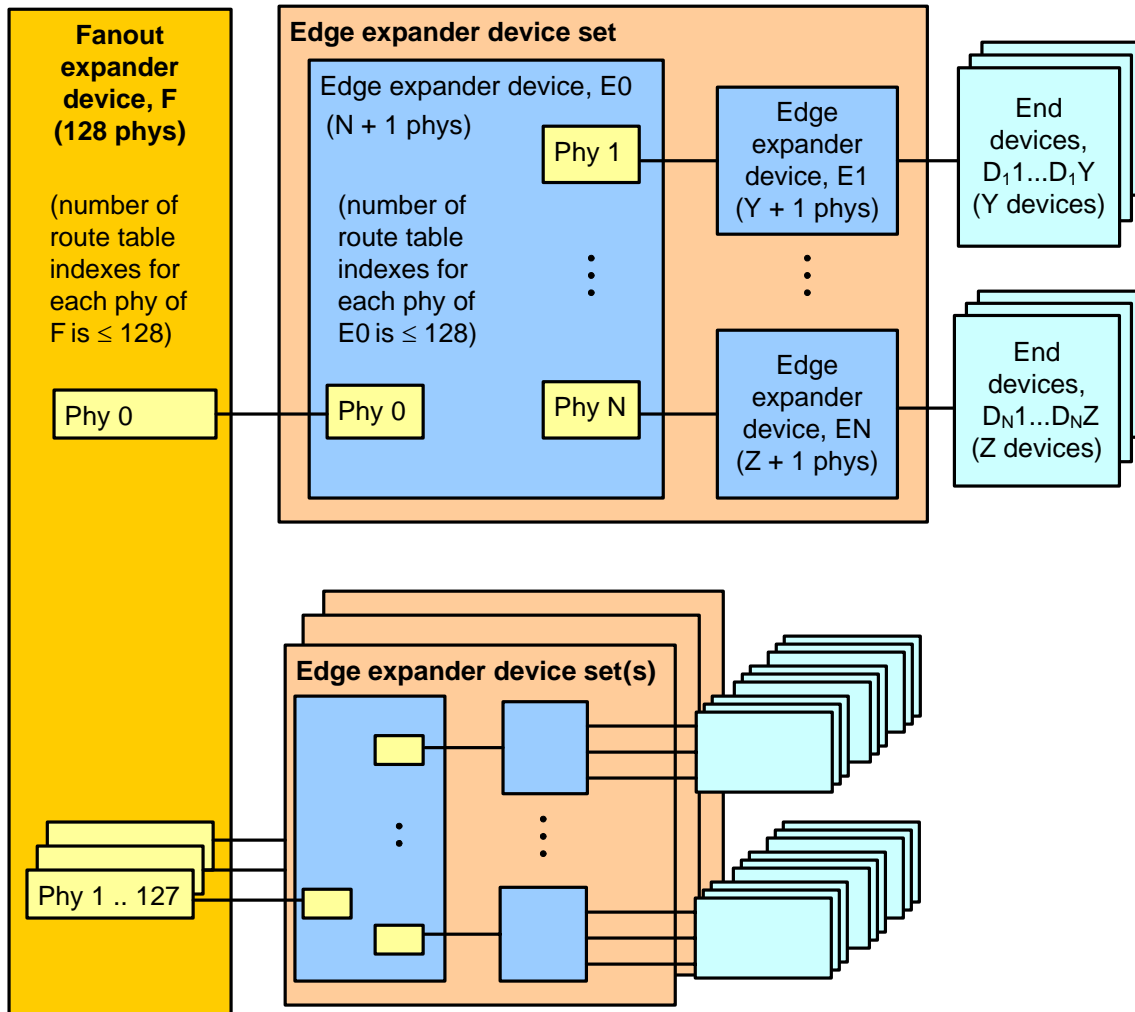 Fanout
expander
device, F
(128 phys)
(number of
route table
indexes for
each phy of
F is ≤ 128)
Phy 0
Edge expander device set
Edge expander device, E0
(N + 1 phys)
(number of
route table
indexes for
each phy of
E0 is ≤ 128)
Phy 0
Phy 1
Phy N
Edge
expander
device, E1
(Y + 1 phys)
Edge
expander
device, EN
(Z + 1 phys)
End
devices,
D₁1...D₁Y
(Y devices)
End
devices,
D_N1...D_NZ
(Z devices)
Edge expander device set(s)
Phy 1 .. 127